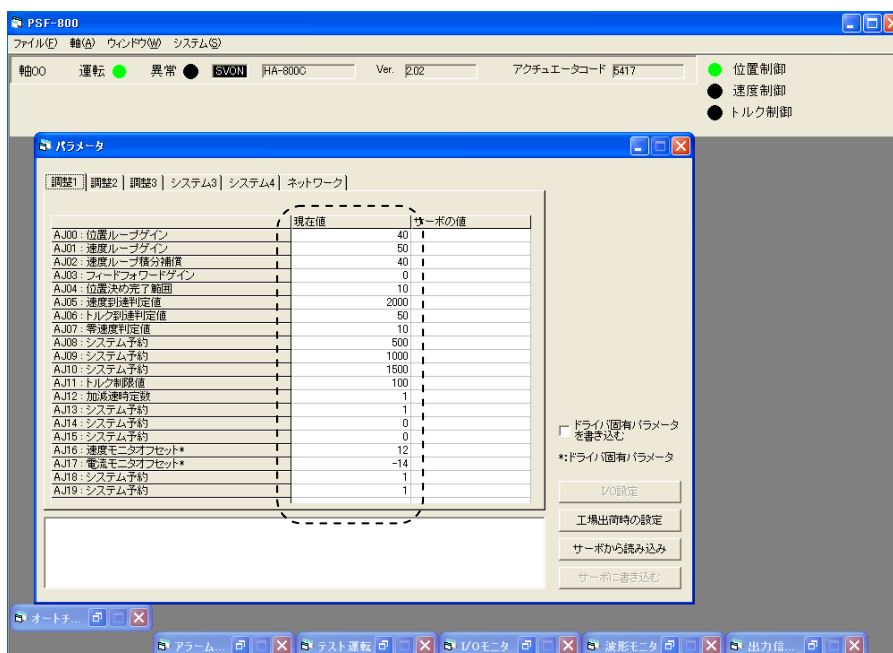 PSF-800
ファイル(F) 軸(A) ウィンドウ(W) システム(S)
軸00 運転 異常 SVON HA-800C Ver. 2.02 アクチュエータコード 5417 位置制御
速度制御
トルク制御
パラメータ
調整1 調整2 調整3 システム3 システム4 ネットワーク
現在値 サーボの値
AJ00：位置ループゲイン 40
AJ01：速度ループゲイン 50
AJ02：速度ループ積分補償 40
AJ03：フィードフォワードゲイン 0
AJ04：位置決め完了範囲 10
AJ05：速度到達判定値 2000
AJ06：トルク到達判定値 50
AJ07：零速度判定値 10
AJ08：システム予約 500
AJ09：システム予約 1000
AJ10：システム予約 1500
AJ11：トルク制限値 100
AJ12：加減速時定数 1
AJ13：システム予約 1
AJ14：システム予約 0
AJ15：システム予約 0
AJ16：速度モニタオフセット* 12
AJ17：電流モニタオフセット* -14
AJ18：システム予約 1
AJ19：システム予約 1
ドライバ固有パラメータ
を書き込む
*:ドライバ固有パラメータ
I/O設定
工場出荷時の設定
サーボから読み込み
サーボに書き込む
オートチ...
アラーム... テスト運転 I/Oモニタ 波形モニタ 出力信...